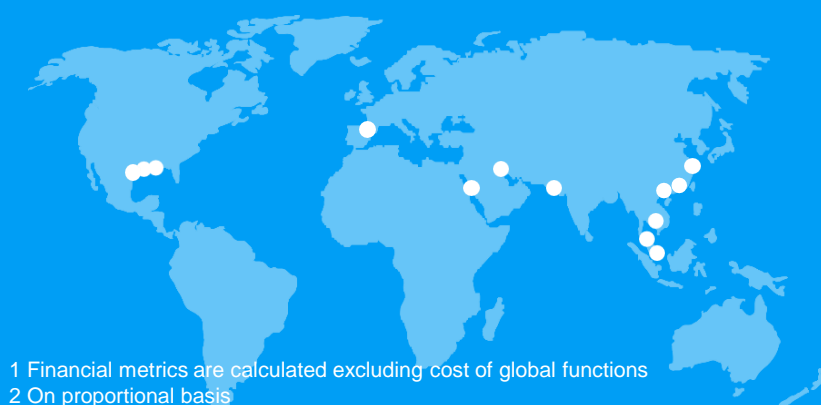 1 Financial metrics are calculated excluding cost of global functions
2 On proportional basis